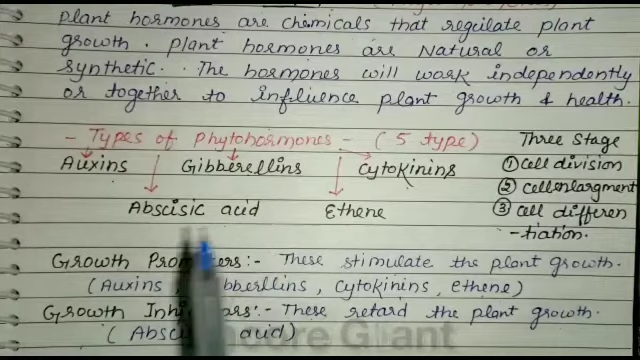 plant hormones are chemicals that regulate plant
growth. Plant hormones are Natural or
synthetic. The hormones will work independently
or together to influence plant growth & health.
- Types of Phytohormones - (5 type)
Three Stage
Auxins Gibberellins Cytokinins
① cell division
② cell enlargment
Abscisic acid Ethene
③ cell differen
-tiation.
Growth Pro :- These stimulate the plant growth.
(Auxins bberllins, Cytokinins, ethene)
Growth Inhi ors:- These retard the plant growth.
(Absc acid)